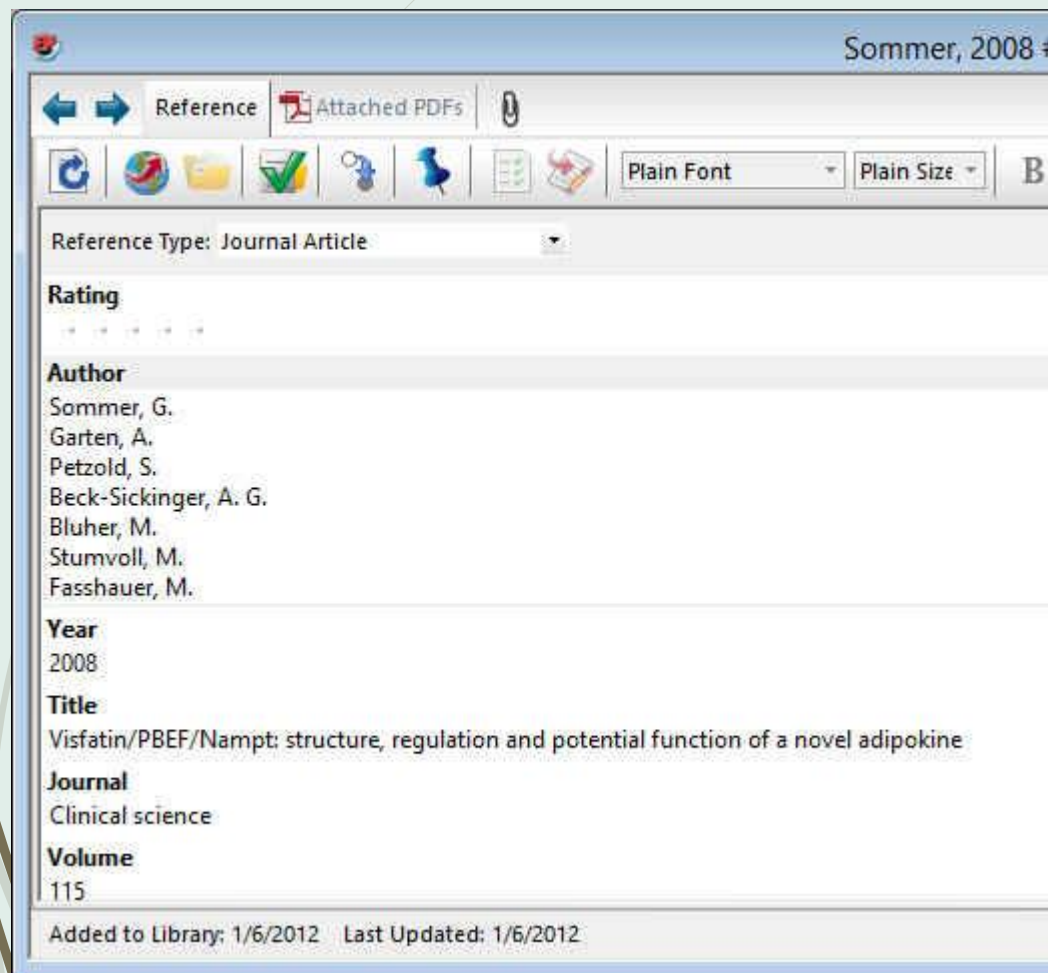 Sommer, 2008 #
Reference Attached PDFs
Plain Font Plain Size B
Reference Type: Journal Article
Rating
Author
Sommer, G.
Garten, A.
Petzold, S.
Beck-Sickinger, A. G.
Bluher, M.
Stumvoll, M.
Fasshauer, M.
Year
2008
Title
Visfatin/PBEF/Nampt: structure, regulation and potential function of a novel adipokine
Journal
Clinical science
Volume
115
Added to Library: 1/6/2012 Last Updated: 1/6/2012